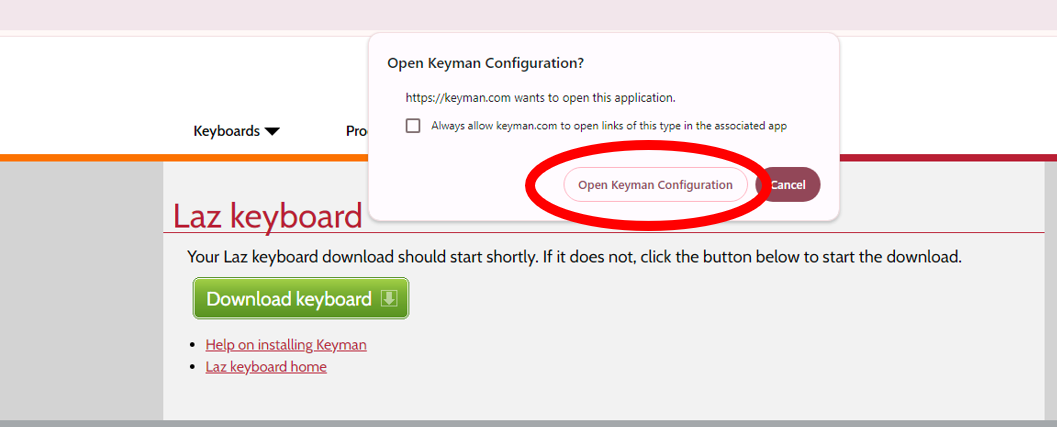 Open Keyman Configuration?
https://keyman.com wants to open this application.
Always allow keyman.com to open links of this type in the associated app
Open Keyman Configuration
Cancel
Keyboards
Pro
Laz keyboard
Your Laz keyboard download should start shortly. If it does not, click the button below to start the download.
Download keyboard
Help on installing Keyman
Laz keyboard home